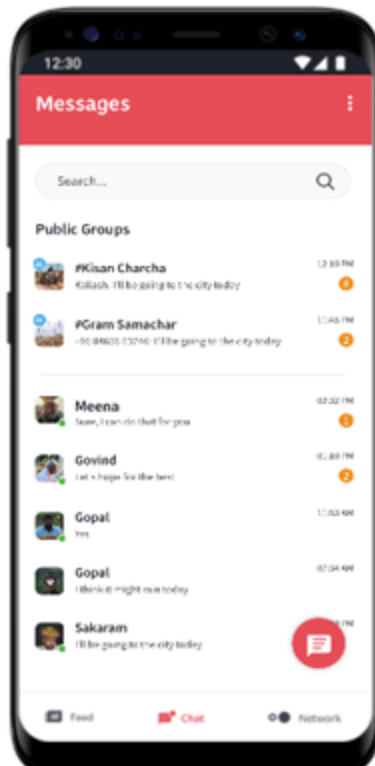 12:30
Messages
Search...
Public Groups
#Kisan Charcha
Kailash: I'll be going to the city today
#Gram Samachar
I'll be going to the city today
2
Meena
Sure, I can do that for you
1
Govind
Let's hope for the best
2
Gopal
Yes
Gopal
I think it might rain today
Sakaram
I'll be going to the city today
Feed
Chat
Network